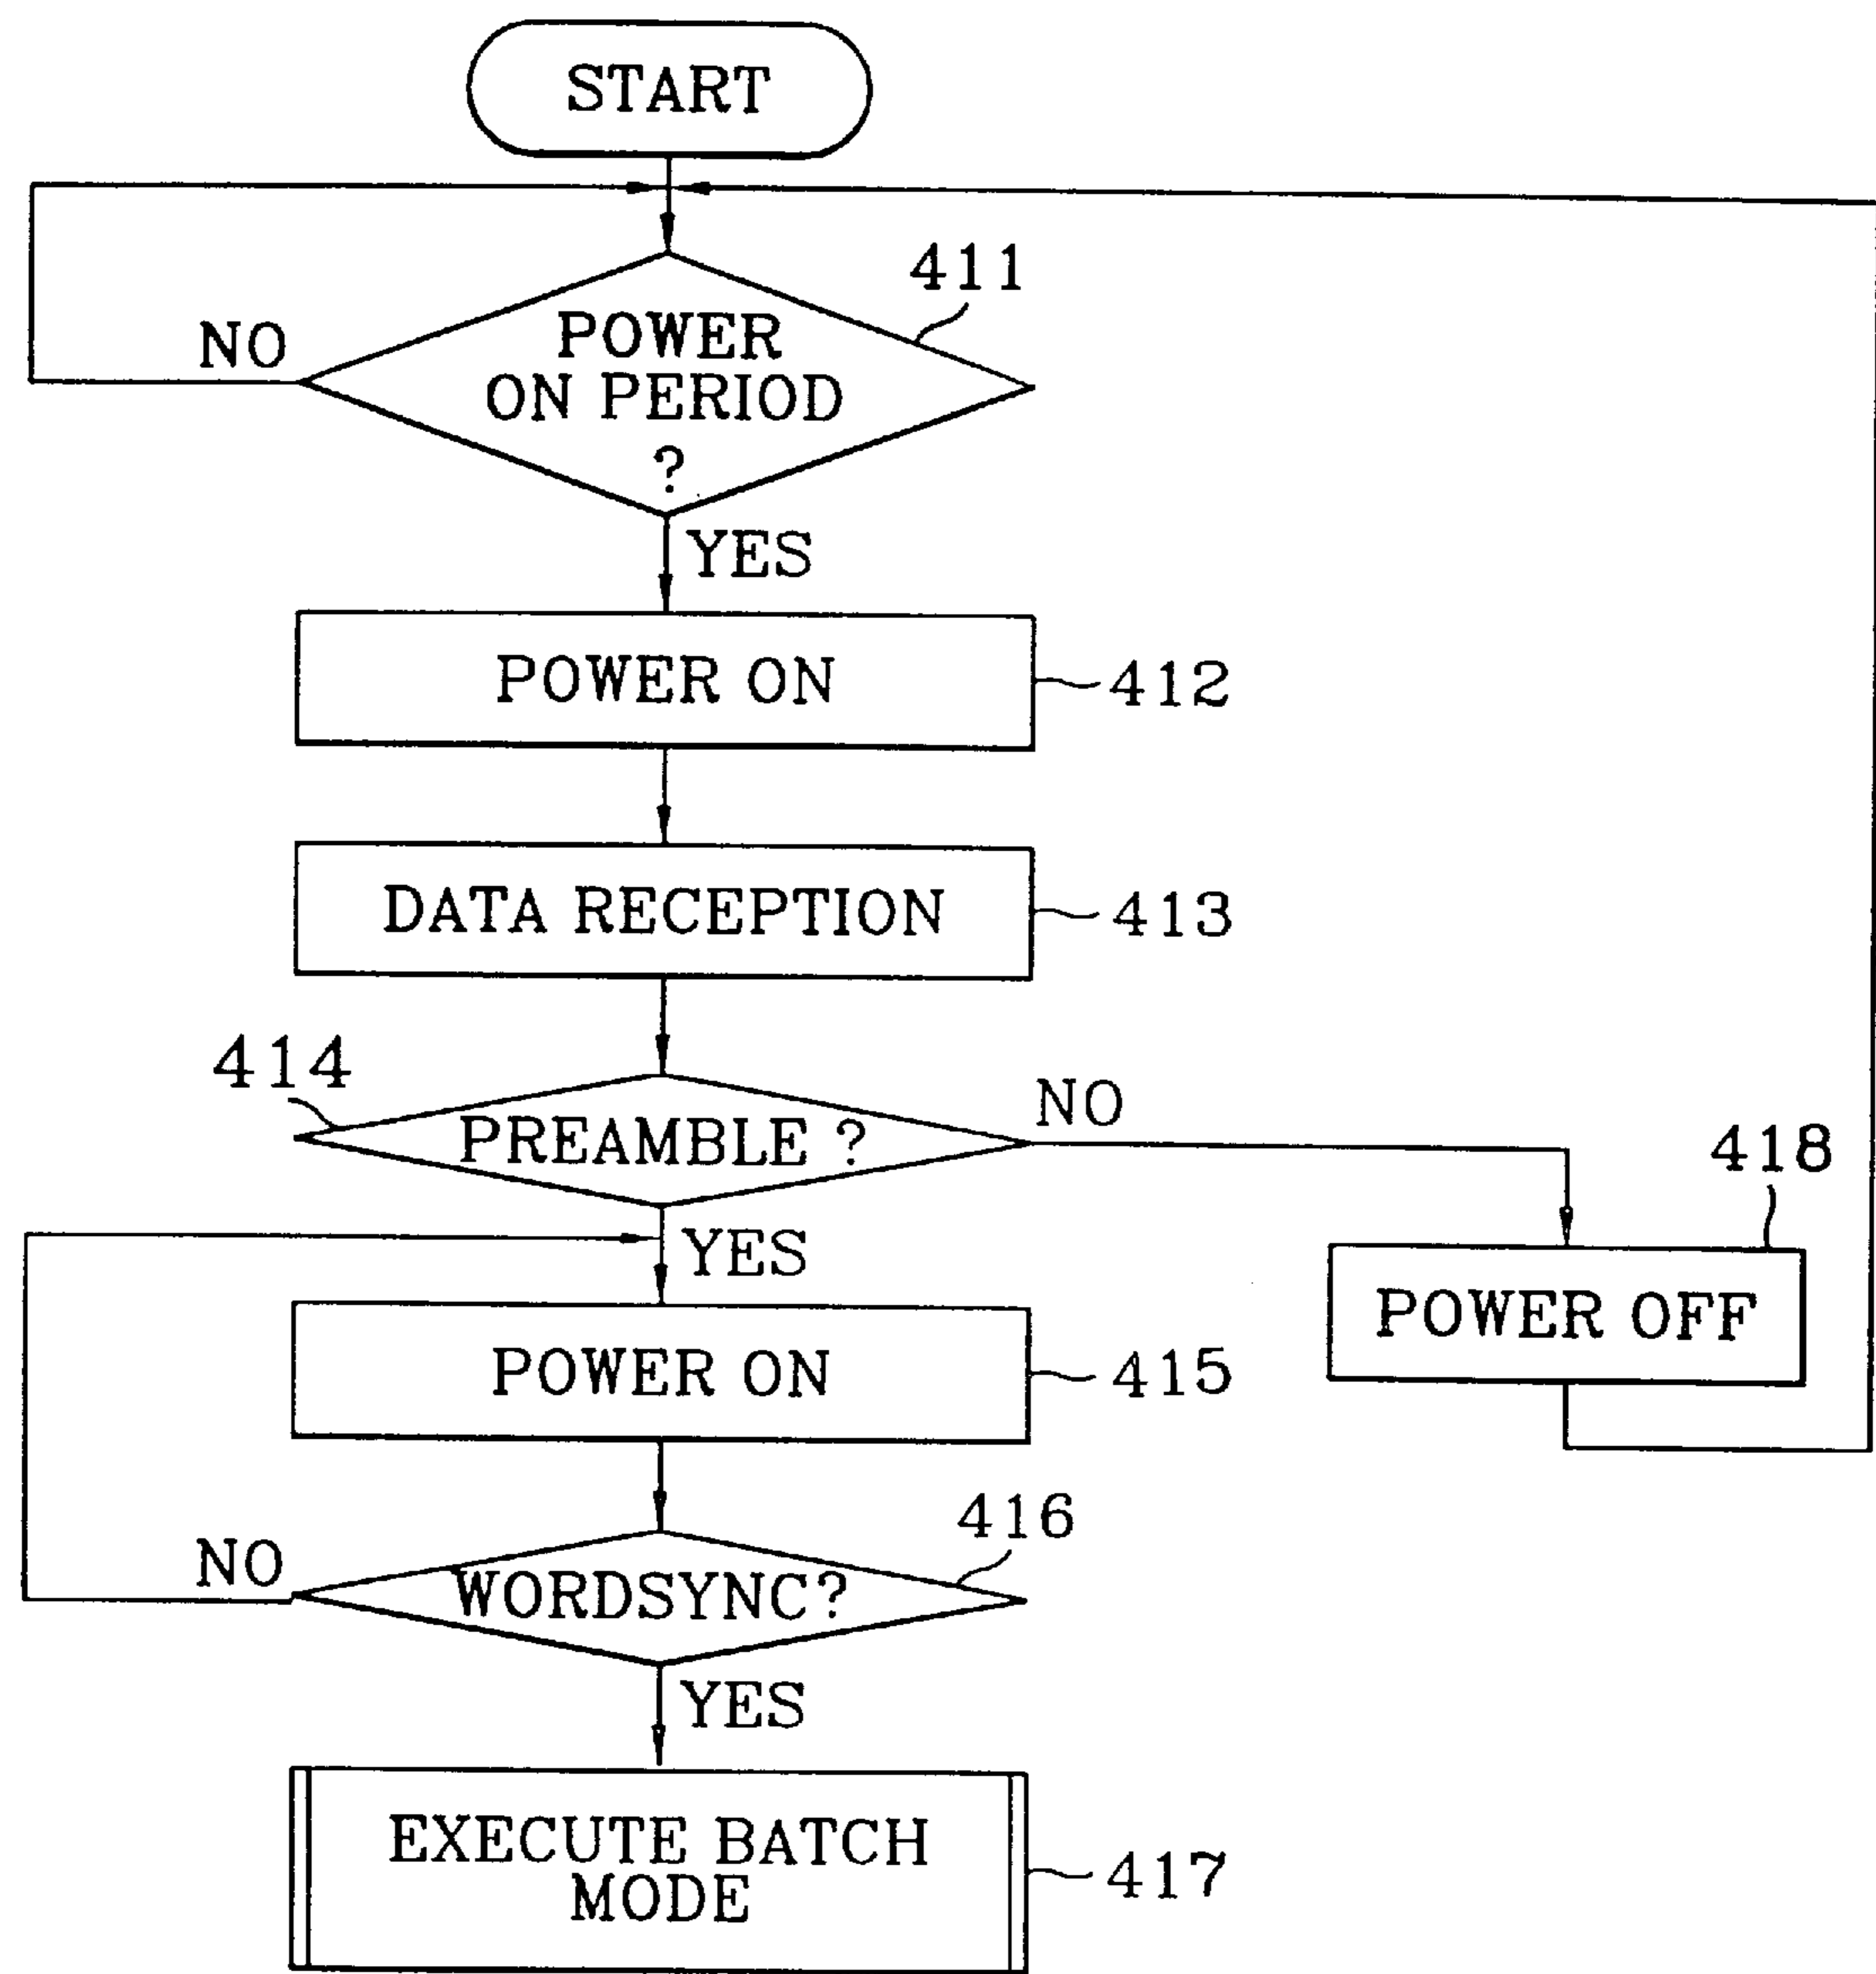 START
411
NO
POWER
ON PERIOD
?
YES
POWER ON
412
DATA RECEPTION
413
414
PREAMBLE ?
NO
418
YES
POWER OFF
POWER ON
415
416
NO
WORDSYNC?
YES
EXECUTE BATCH
MODE
417